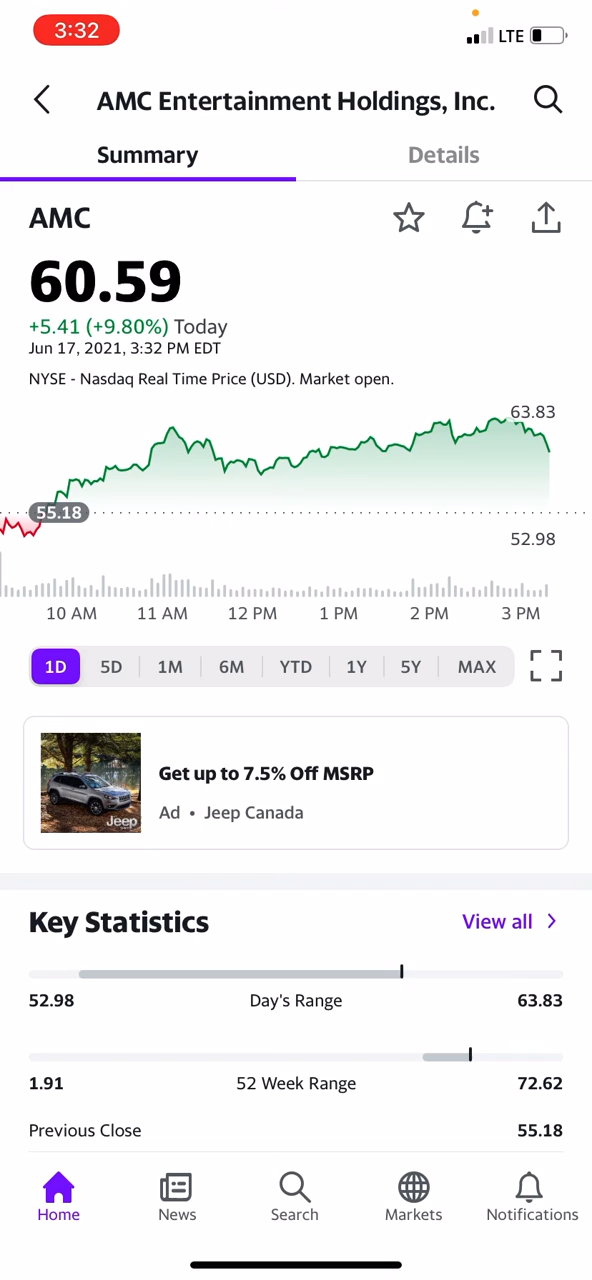 3:32
LTE
AMC Entertainment Holdings, Inc.
Summary Details
AMC
60.59
+5.41 (+9.80%) Today
Jun 17, 2021, 3:32 PM EDT
NYSE - Nasdaq Real Time Price (USD). Market open.
63.83
55.18
52.98
10 AM 11 AM 12 PM 1 PM 2 PM 3 PM
1D 5D 1M 6M YTD 1Y 5Y MAX
Get up to 7.5% Off MSRP
Ad • Jeep Canada
Jeep
Key Statistics View all
52.98 Day's Range 63.83
1.91 52 Week Range 72.62
Previous Close 55.18
Home News Search Markets Notifications